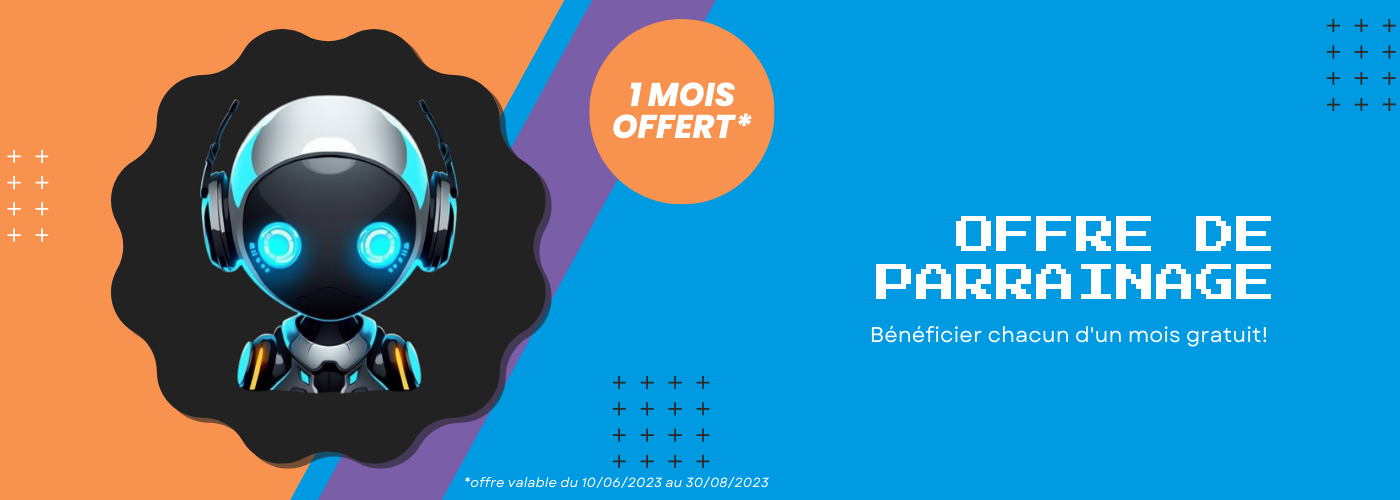 1 MOIS
OFFERT*
OFFRE DE
PARRAINAGE
Bénéficier chacun d'un mois gratuit!
*offre valable du 10/06/2023 au 30/08/2023